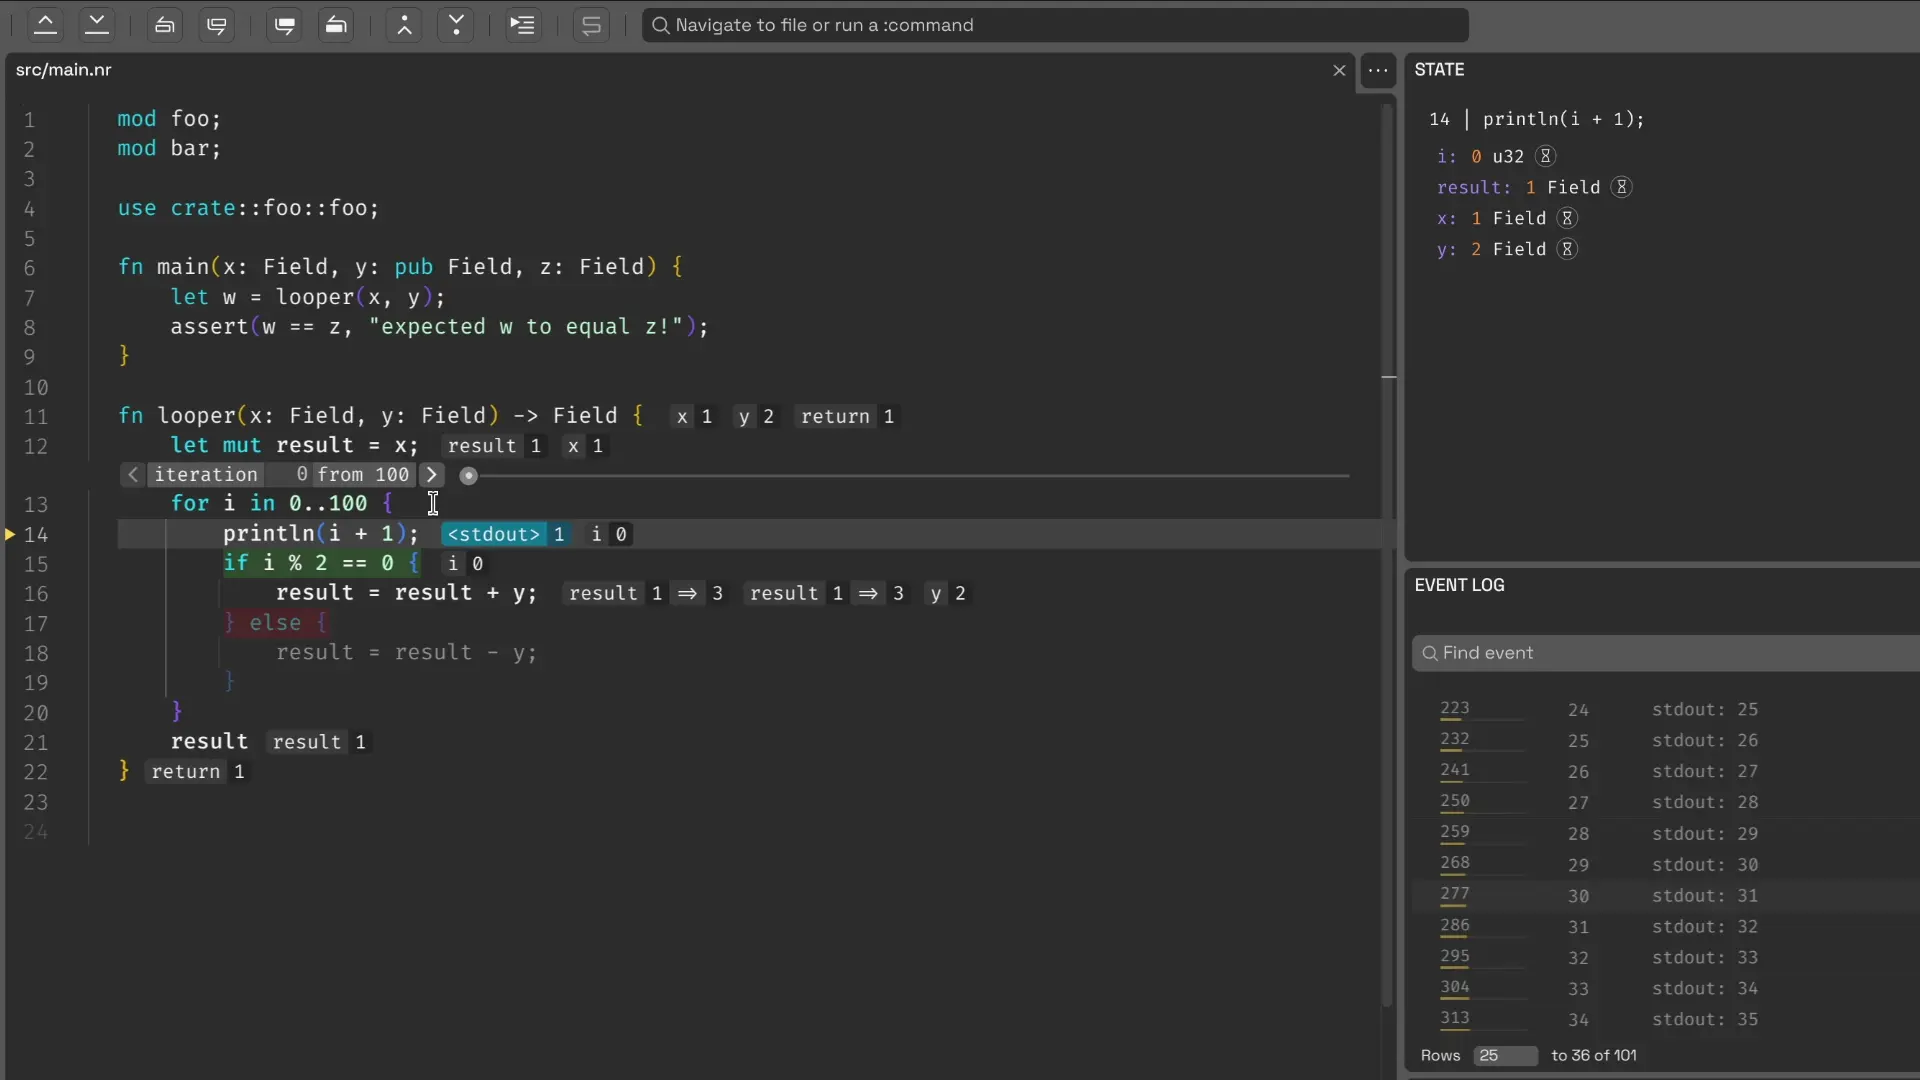 Navigate to file or run a :command
src/main.nr
1 mod foo;
2 mod bar;
3
4 use crate::foo::foo;
5
6 fn main(x: Field, y: pub Field, z: Field) {
7 let w = looper(x, y);
8 assert(w == z, "expected w to equal z!");
9 }
10
11 fn looper(x: Field, y: Field) -> Field { x 1 y 2 return 1
12 let mut result = x; result 1 x 1
< iteration 0 from 100 >
13 for i in 0..100 {
14 println(i + 1); <stdout> 1 i 0
15 if i % 2 == 0 { i 0
16 result = result + y; result 1 => 3 result 1 => 3 y 2
17 } else {
18 result = result - y;
19 }
20 }
21 result result 1
22 } return 1
23
24
STATE
14 | println(i + 1);
i: 0 u32
result: 1 Field
x: 1 Field
y: 2 Field
EVENT LOG
Find event
223 24 stdout: 25
232 25 stdout: 26
241 26 stdout: 27
250 27 stdout: 28
259 28 stdout: 29
268 29 stdout: 30
277 30 stdout: 31
286 31 stdout: 32
295 32 stdout: 33
304 33 stdout: 34
313 34 stdout: 35
Rows 25 to 36 of 101